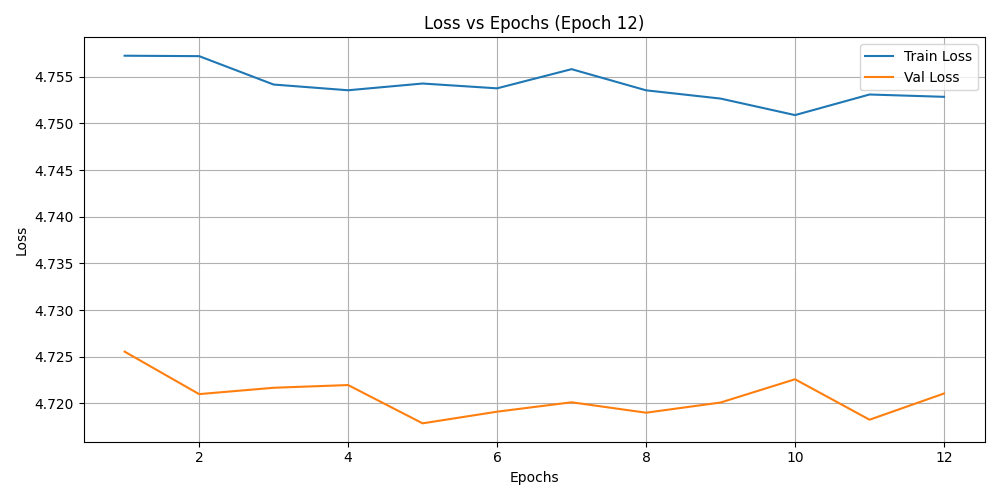 Loss vs Epochs (Epoch 12)
Train Loss
Val Loss
4.755
4.750
4.745
4.740
4.735
4.730
4.725
4.720
Loss
2 4 6 8 10 12
Epochs